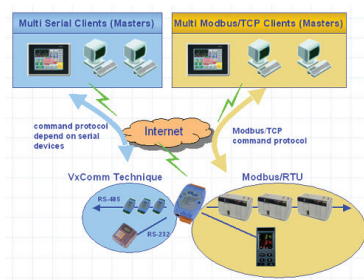 Multi Serial Clients (Masters)
Multi Modbus/TCP Clients (Masters)
command protocol
depend on serial
devices
Internet
Modbus/TCP
command protocol
VxComm Technique
Modbus/RTU
RS-485
RS-232